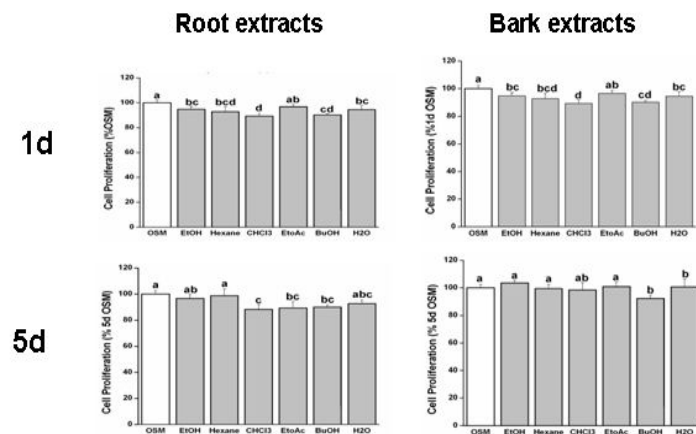 Root extracts
Bark extracts
1d
Cell Proliferation (%OSM)
120
100
80
60
40
20
0
a bc bcd d ab cd bc
OSM EtOH Hexane CHCl3 EtoAc BuOH H2O
Cell Proliferation (%1d OSM)
120
100
80
60
40
20
0
a bc bcd d ab cd bc
OSM EtOH Hexane CHCl3 EtoAc BuOH H2O
5d
Cell Proliferation (% 5d OSM)
120
100
80
60
40
20
0
a ab a c bc bc abc
OSM EtOH Hexane CHCl3 EtoAc BuOH H2O
Cell Proliferation (% 5d OSM)
120
100
80
60
40
20
0
a a a ab a b b
OSM EtOH Hexane CHCl3 EtoAc BuOH H2O